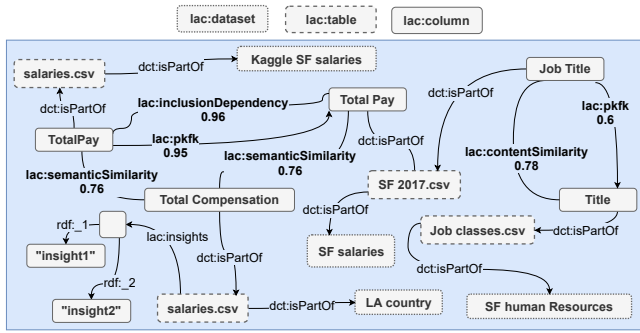 lac:dataset
lac:table
lac:column
salaries.csv
dct:isPartOf
Kaggle SF salaries
Job Title
dct:isPartOf
lac:inclusionDependency
0.96
Total Pay
dct:isPartOf
lac:pkfk
0.6
TotalPay
lac:pkfk
0.95
lac:semanticSimilarity
0.76
dct:isPartOf
lac:contentSimilarity
0.78
lac:semanticSimilarity
0.76
SF 2017.csv
Total Compensation
Title
dct:isPartOf
rdf:_1
lac:insights
Job classes.csv
dct:isPartOf
"insight1"
dct:isPartOf
SF salaries
rdf:_2
dct:isPartOf
"insight2"
salaries.csv
dct:isPartOf
LA country
SF human Resources